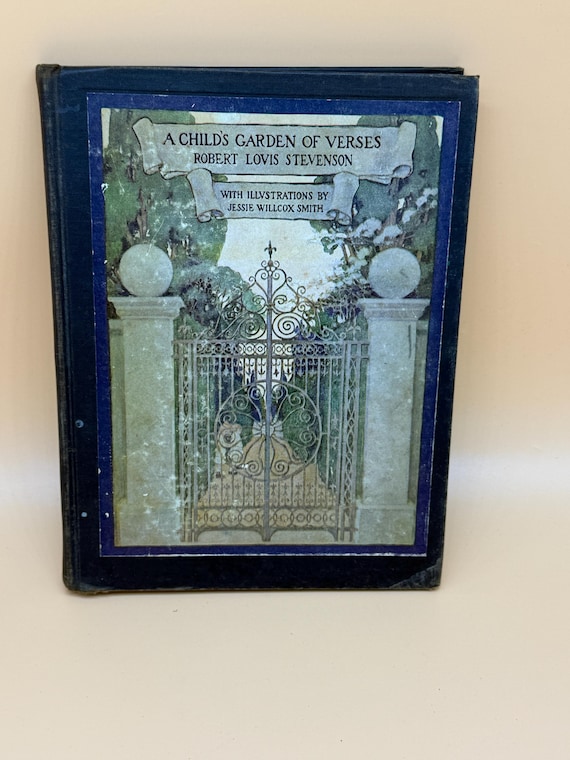 A CHILD'S GARDEN OF VERSES
ROBERT LOVIS STEVENSON
WITH ILLVSTRATIONS BY
JESSIE WILLCOX SMITH